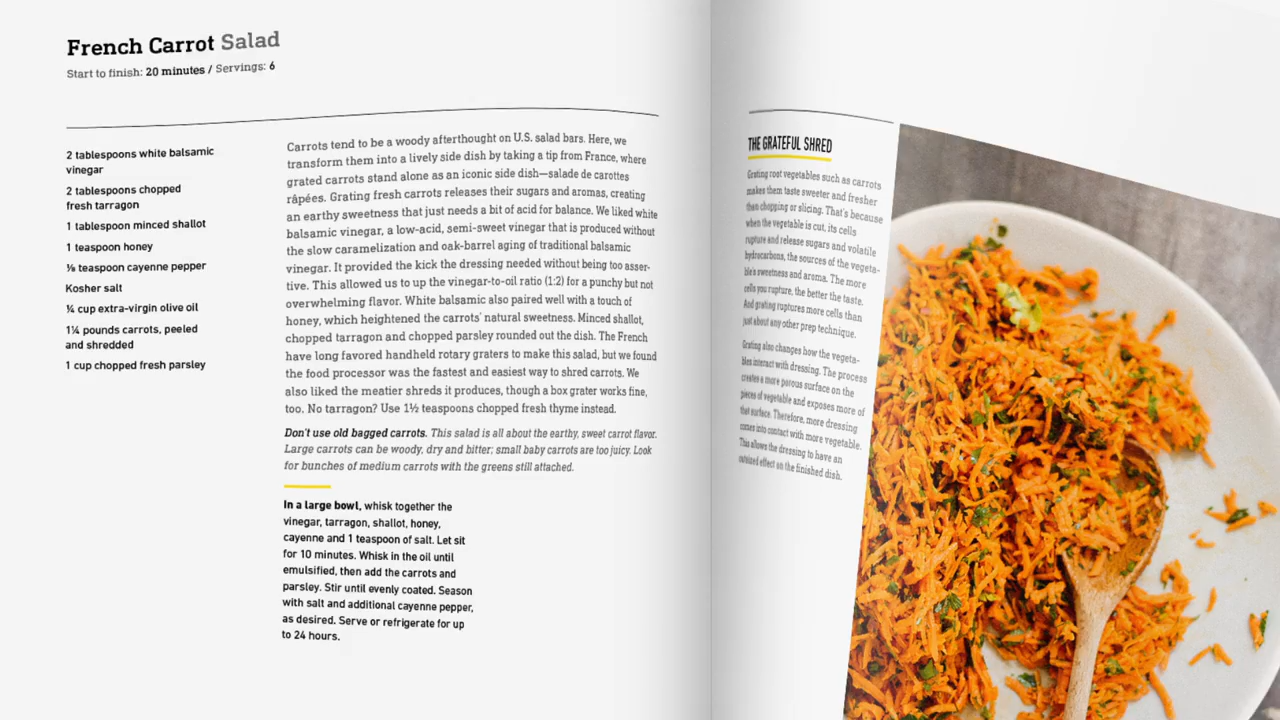 French Carrot Salad
Start to finish: 20 minutes / Servings: 6
2 tablespoons white balsamic
vinegar
2 tablespoons chopped
fresh tarragon
1 tablespoon minced shallot
1 teaspoon honey
⅛ teaspoon cayenne pepper
Kosher salt
¼ cup extra-virgin olive oil
1¼ pounds carrots, peeled
and shredded
1 cup chopped fresh parsley
Carrots tend to be a woody afterthought on U.S. salad bars. Here, we
transform them into a lively side dish by taking a tip from France, where
grated carrots stand alone as an iconic side dish—salade de carottes
râpées. Grating fresh carrots releases their sugars and aromas, creating
an earthy sweetness that just needs a bit of acid for balance. We liked white
balsamic vinegar, a low-acid, semi-sweet vinegar that is produced without
the slow caramelization and oak-barrel aging of traditional balsamic
vinegar. It provided the kick the dressing needed without being too asser-
tive. This allowed us to up the vinegar-to-oil ratio (1:2) for a punchy but not
overwhelming flavor. White balsamic also paired well with a touch of
honey, which heightened the carrots' natural sweetness. Minced shallot,
chopped tarragon and chopped parsley rounded out the dish. The French
have long favored handheld rotary graters to make this salad, but we found
the food processor was the fastest and easiest way to shred carrots. We
also liked the meatier shreds it produces, though a box grater works fine,
too. No tarragon? Use 1½ teaspoons chopped fresh thyme instead.
Don't use old bagged carrots. This salad is all about the earthy, sweet carrot flavor.
Large carrots can be woody, dry and bitter; small baby carrots are too juicy. Look
for bunches of medium carrots with the greens still attached.
In a large bowl, whisk together the
vinegar, tarragon, shallot, honey,
cayenne and 1 teaspoon of salt. Let sit
for 10 minutes. Whisk in the oil until
emulsified, then add the carrots and
parsley. Stir until evenly coated. Season
with salt and additional cayenne pepper,
as desired. Serve or refrigerate for up
to 24 hours.
THE GRATEFUL SHRED
Grating root vegetables such as carrots
makes them taste sweeter and fresher
than chopping or slicing. That's because
when the vegetable is cut, its cells
rupture and release sugars and volatile
hydrocarbons, the sources of the vegeta-
ble's sweetness and aroma. The more
cells you rupture, the better the taste.
And grating ruptures more cells than
just about any other prep technique.
Grating also changes how the vegeta-
bles interact with dressing. The process
creates a more porous surface on the
pieces of vegetable and exposes more of
that surface. Therefore, more dressing
comes into contact with more vegetable.
This allows the dressing to have an
outsized effect on the finished dish.